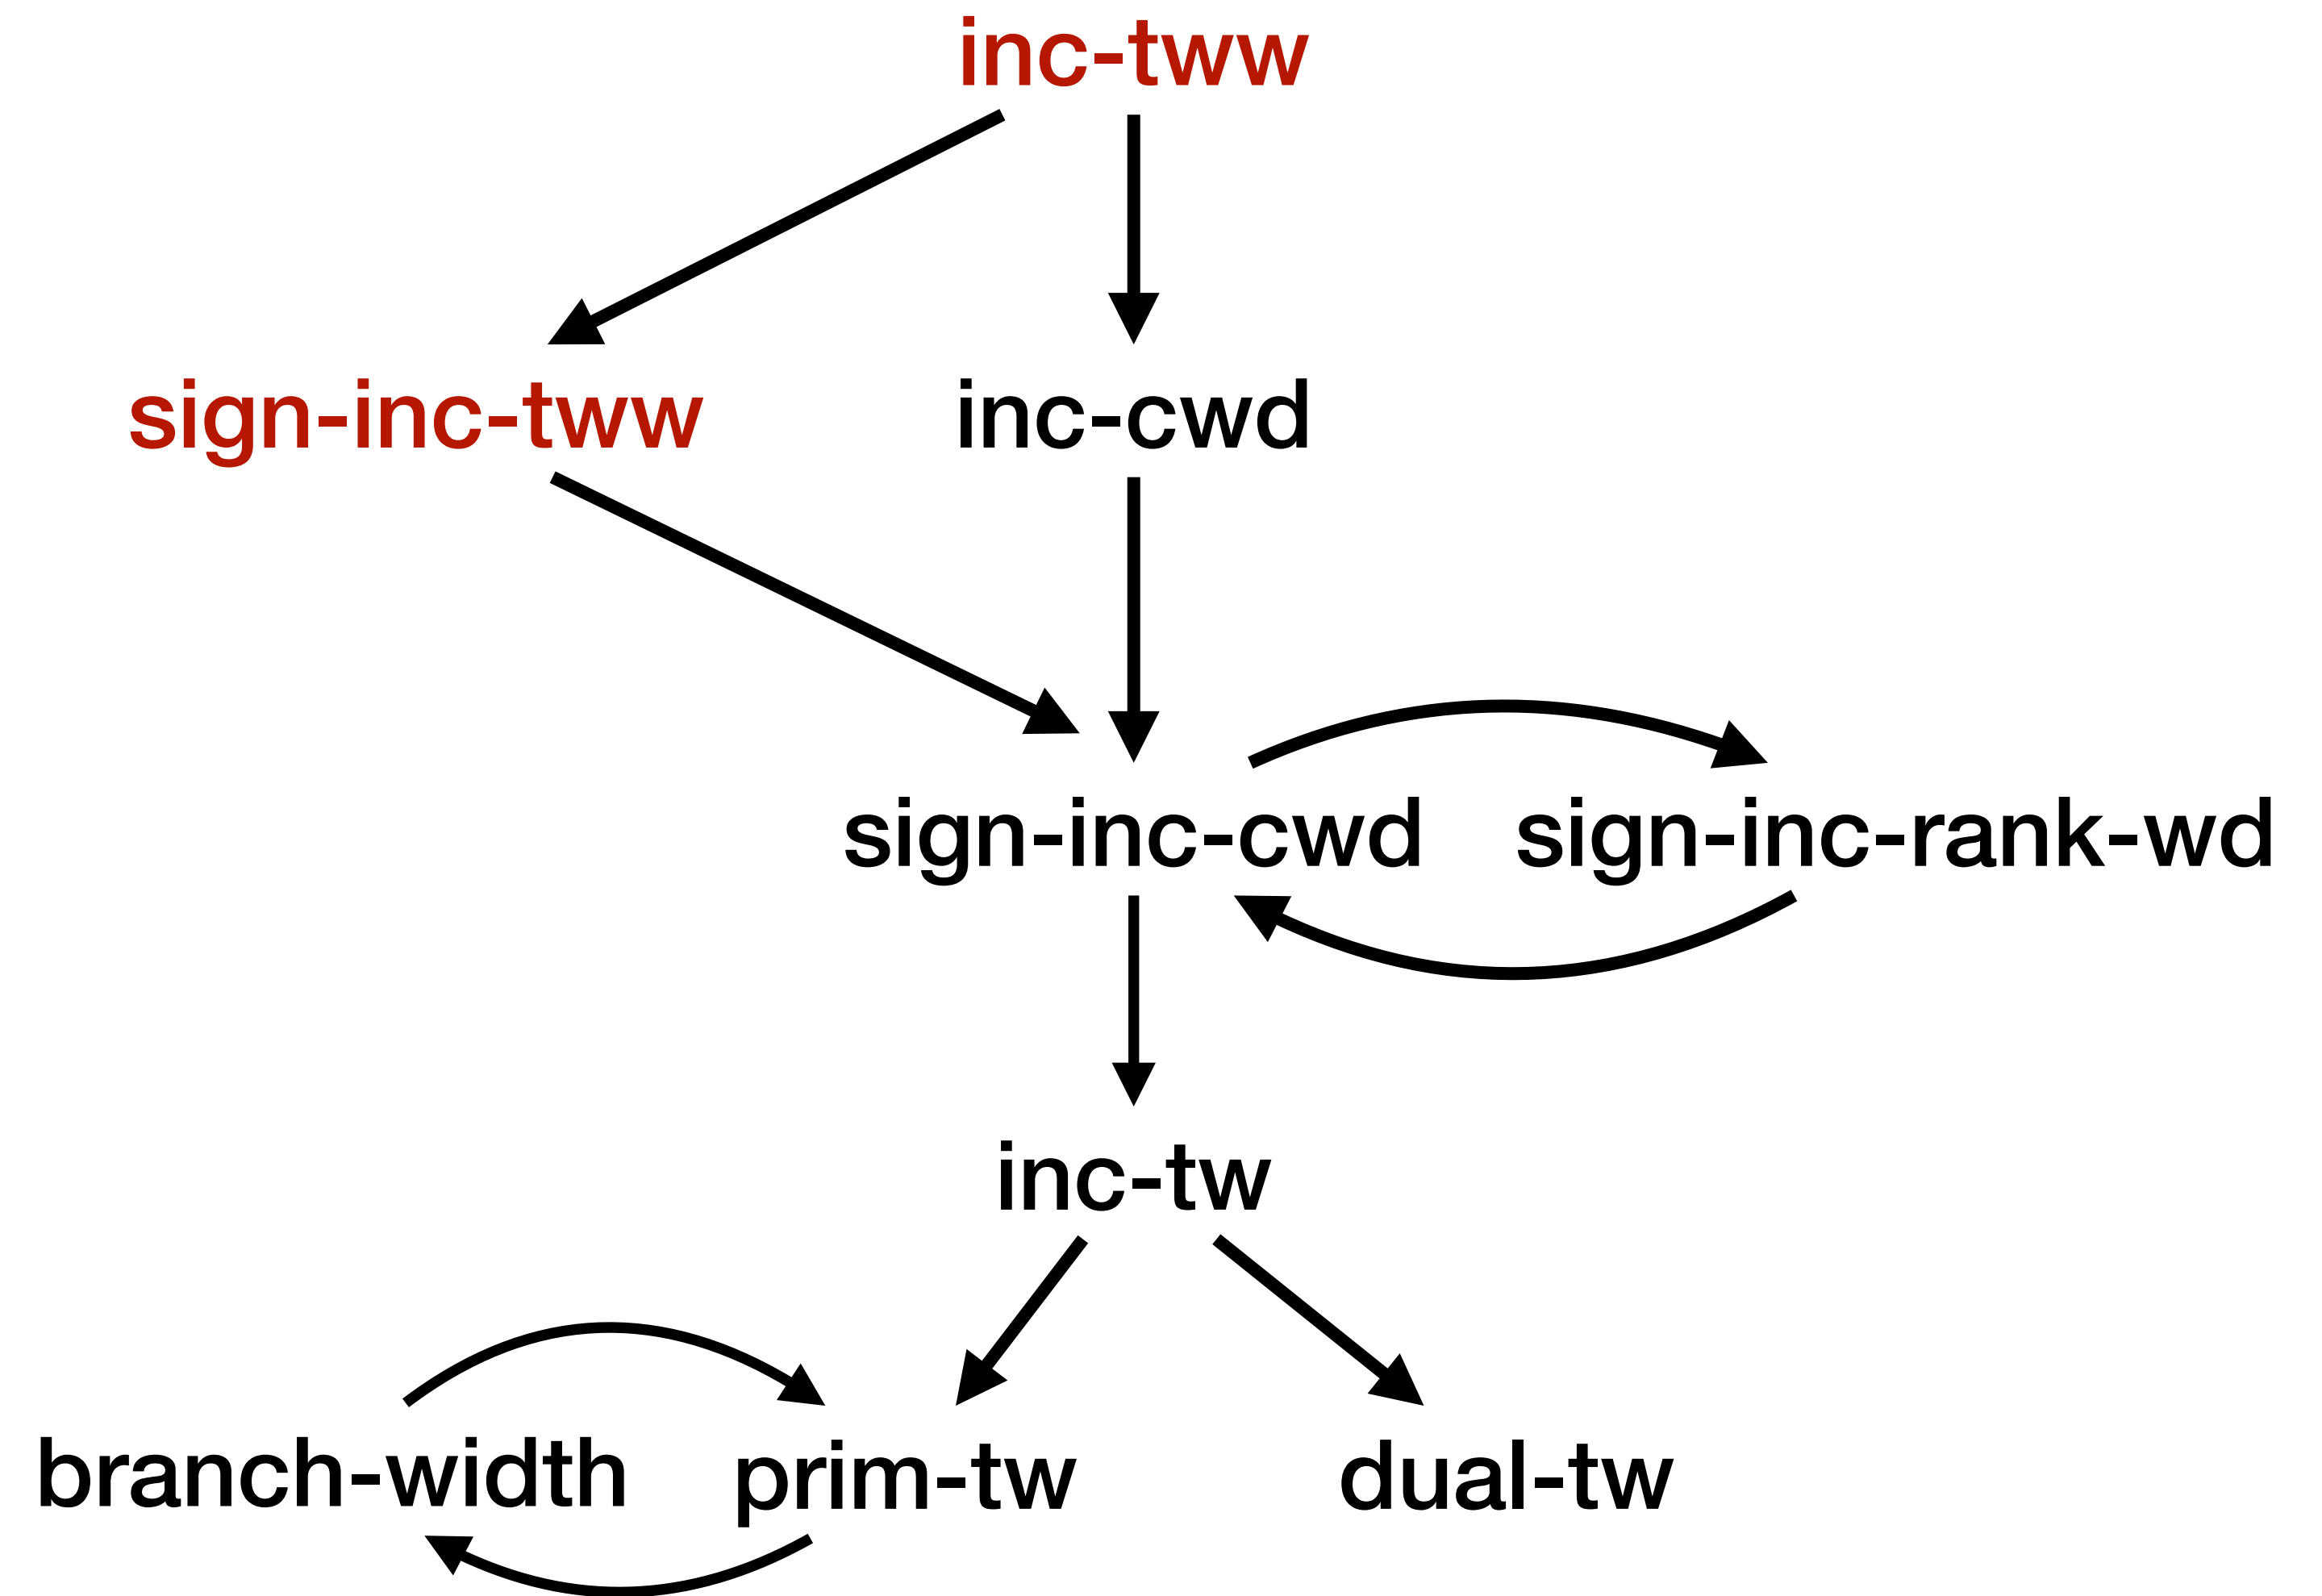 inc-tww
sign-inc-tww
inc-cwd
sign-inc-cwd
sign-inc-rank-wd
inc-tw
branch-width
prim-tw
dual-tw